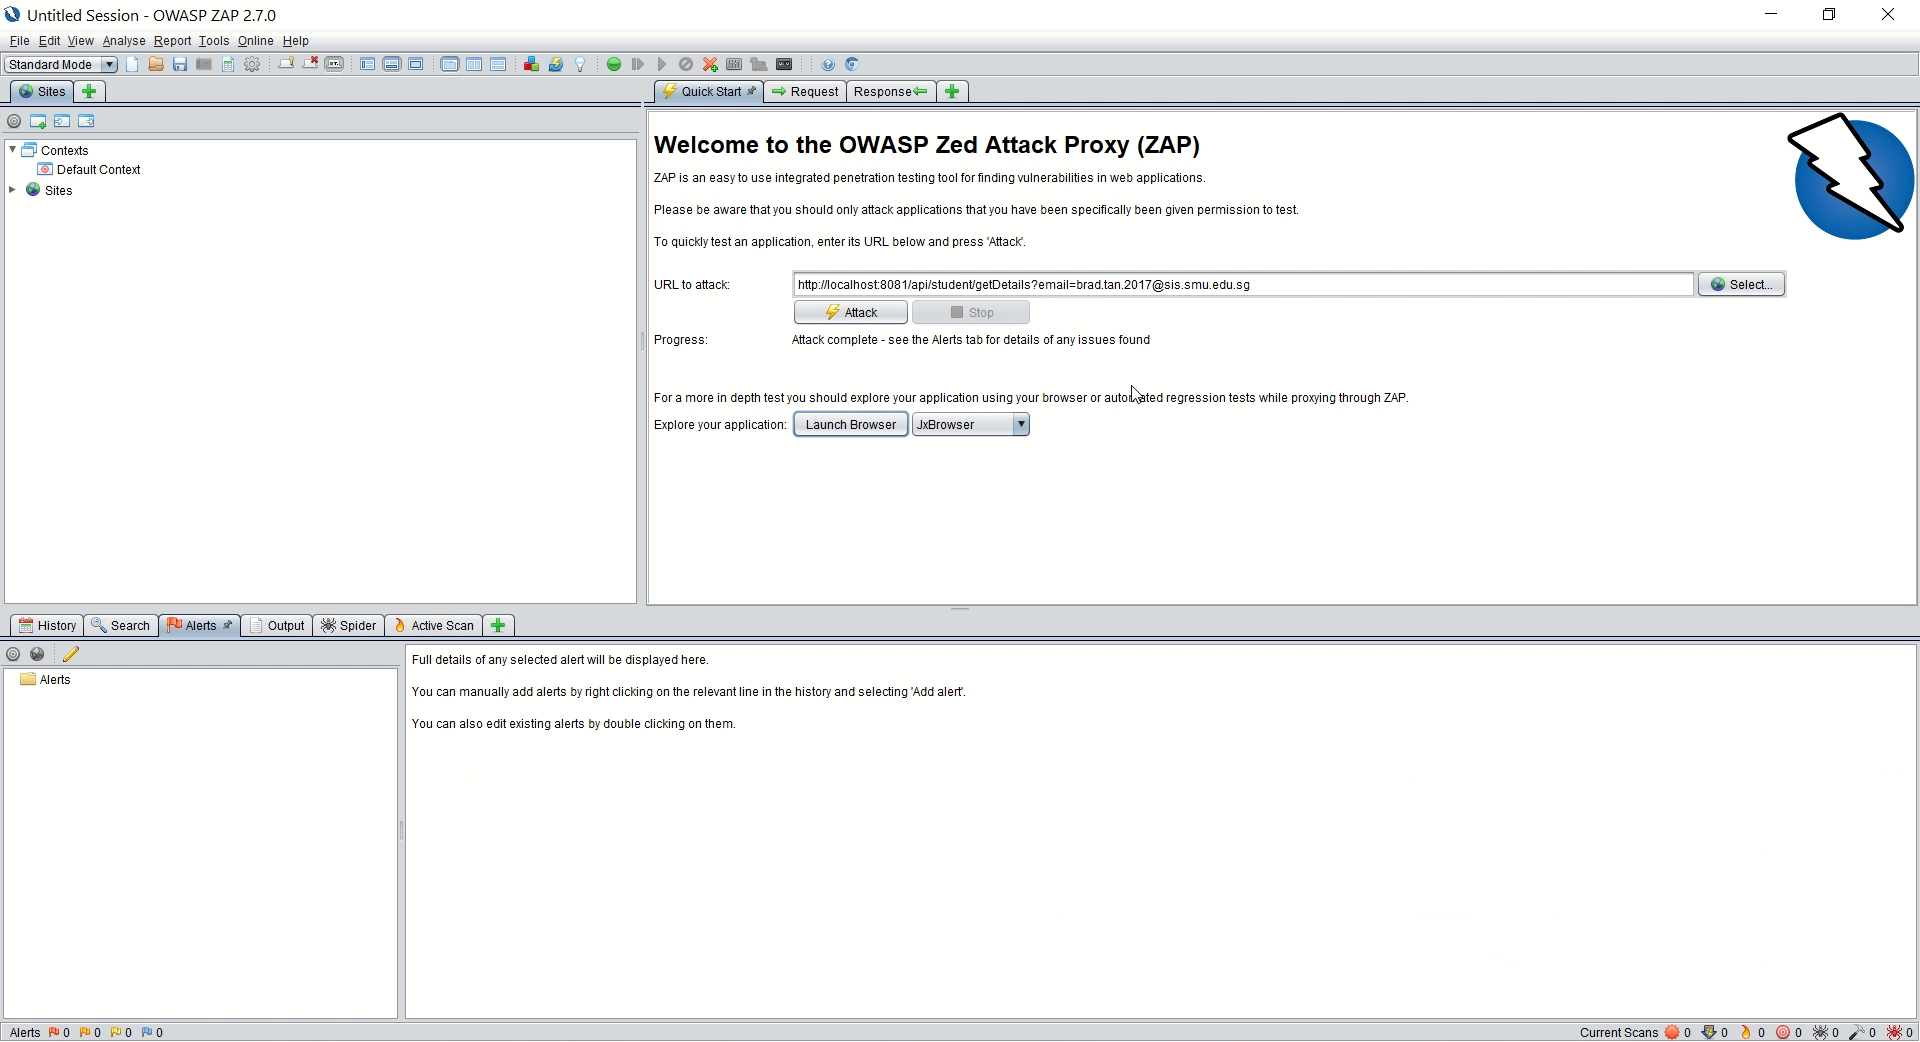 Untitled Session - OWASP ZAP 2.7.0
File Edit View Analyse Report Tools Online Help
Standard Mode
Sites
Quick Start Request Response
Contexts
Default Context
Sites
Welcome to the OWASP Zed Attack Proxy (ZAP)
ZAP is an easy to use integrated penetration testing tool for finding vulnerabilities in web applications.
Please be aware that you should only attack applications that you have been specifically been given permission to test.
To quickly test an application, enter its URL below and press 'Attack'.
URL to attack: http://localhost:8081/api/student/getDetails?email=brad.tan.2017@sis.smu.edu.sg Select...
Attack Stop
Progress: Attack complete - see the Alerts tab for details of any issues found
For a more in depth test you should explore your application using your browser or automated regression tests while proxying through ZAP.
Explore your application: Launch Browser JxBrowser
History Search Alerts Output Spider Active Scan
Alerts
Full details of any selected alert will be displayed here.
You can manually add alerts by right clicking on the relevant line in the history and selecting 'Add alert'.
You can also edit existing alerts by double clicking on them.
Alerts 0 0 0 0 Current Scans 0 0 0 0 0 0 0